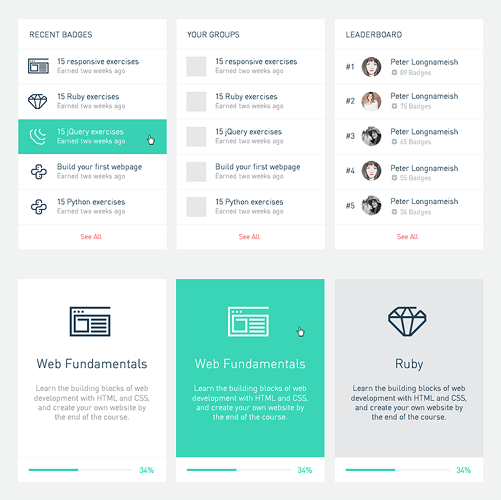 RECENT BADGES
15 responsive exercises
Earned two weeks ago
15 Ruby exercises
Earned two weeks ago
15 jQuery exercises
Earned two weeks ago
Build your first webpage
Earned two weeks ago
15 Python exercises
Earned two weeks ago
See All
YOUR GROUPS
15 responsive exercises
Earned two weeks ago
15 Ruby exercises
Earned two weeks ago
15 jQuery exercises
Earned two weeks ago
Build your first webpage
Earned two weeks ago
15 Python exercises
Earned two weeks ago
See All
LEADERBOARD
#1 Peter Longnameish
89 Badges
#2 Peter Longnameish
75 Badges
#3 Peter Longnameish
65 Badges
#4 Peter Longnameish
55 Badges
#5 Peter Longnameish
34 Badges
See All
Web Fundamentals
Learn the building blocks of web
development with HTML and CSS,
and create your own website by
the end of the course.
34%
Web Fundamentals
Learn the building blocks of web
development with HTML and CSS,
and create your own website by
the end of the course.
34%
Ruby
Learn the building blocks of web
development with HTML and CSS,
and create your own website by
the end of the course.
34%